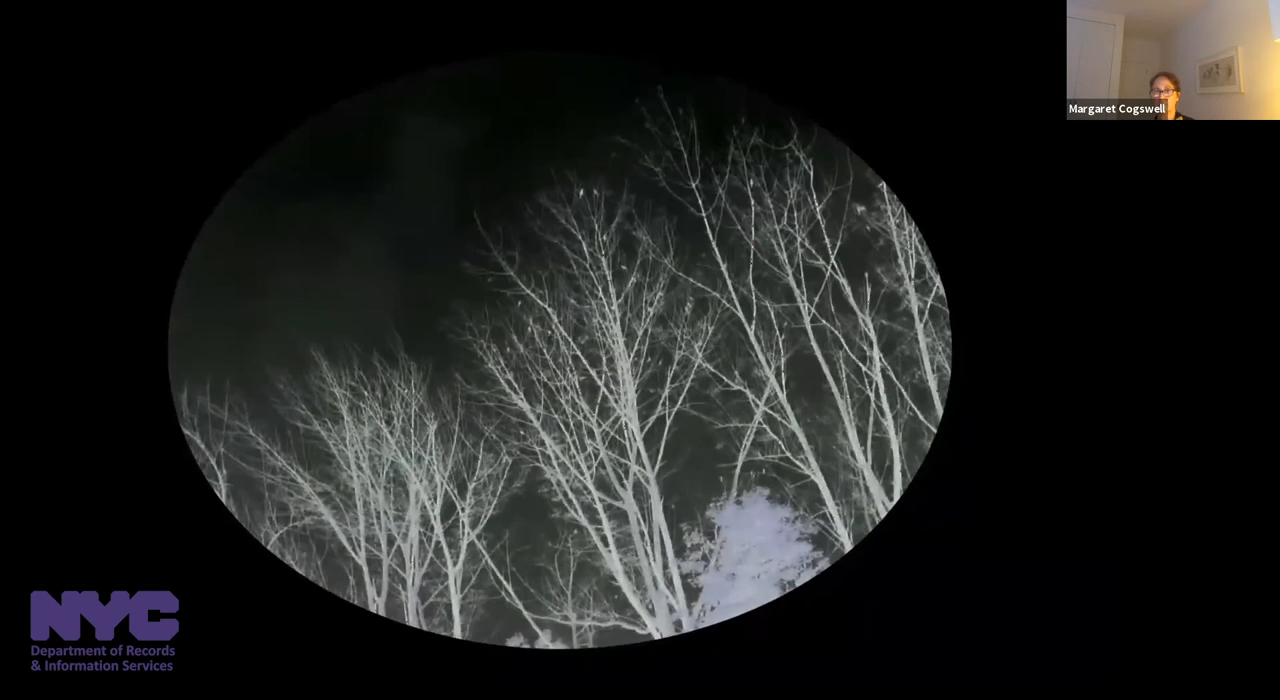 Margaret Cogswell
NYC
Department of Records
& Information Services